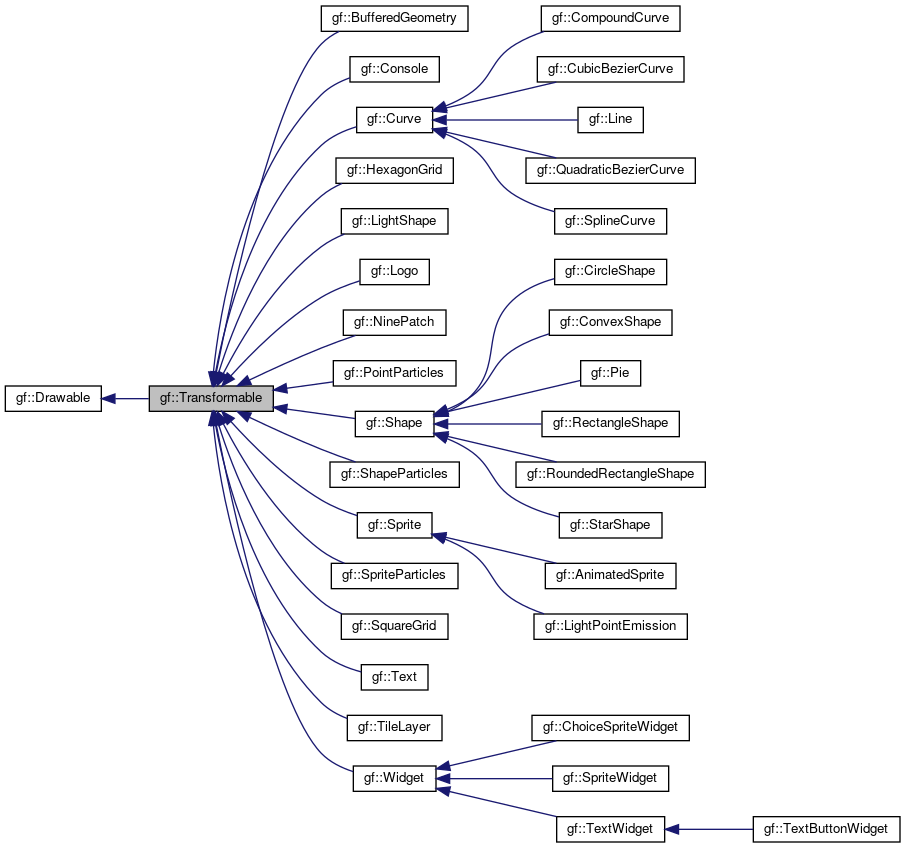 gf::Drawable
gf::Transformable
gf::BufferedGeometry
gf::Console
gf::Curve
gf::HexagonGrid
gf::LightShape
gf::Logo
gf::NinePatch
gf::PointParticles
gf::Shape
gf::ShapeParticles
gf::Sprite
gf::SpriteParticles
gf::SquareGrid
gf::Text
gf::TileLayer
gf::Widget
gf::CompoundCurve
gf::CubicBezierCurve
gf::Line
gf::QuadraticBezierCurve
gf::SplineCurve
gf::CircleShape
gf::ConvexShape
gf::Pie
gf::RectangleShape
gf::RoundedRectangleShape
gf::StarShape
gf::AnimatedSprite
gf::LightPointEmission
gf::ChoiceSpriteWidget
gf::SpriteWidget
gf::TextWidget
gf::TextButtonWidget